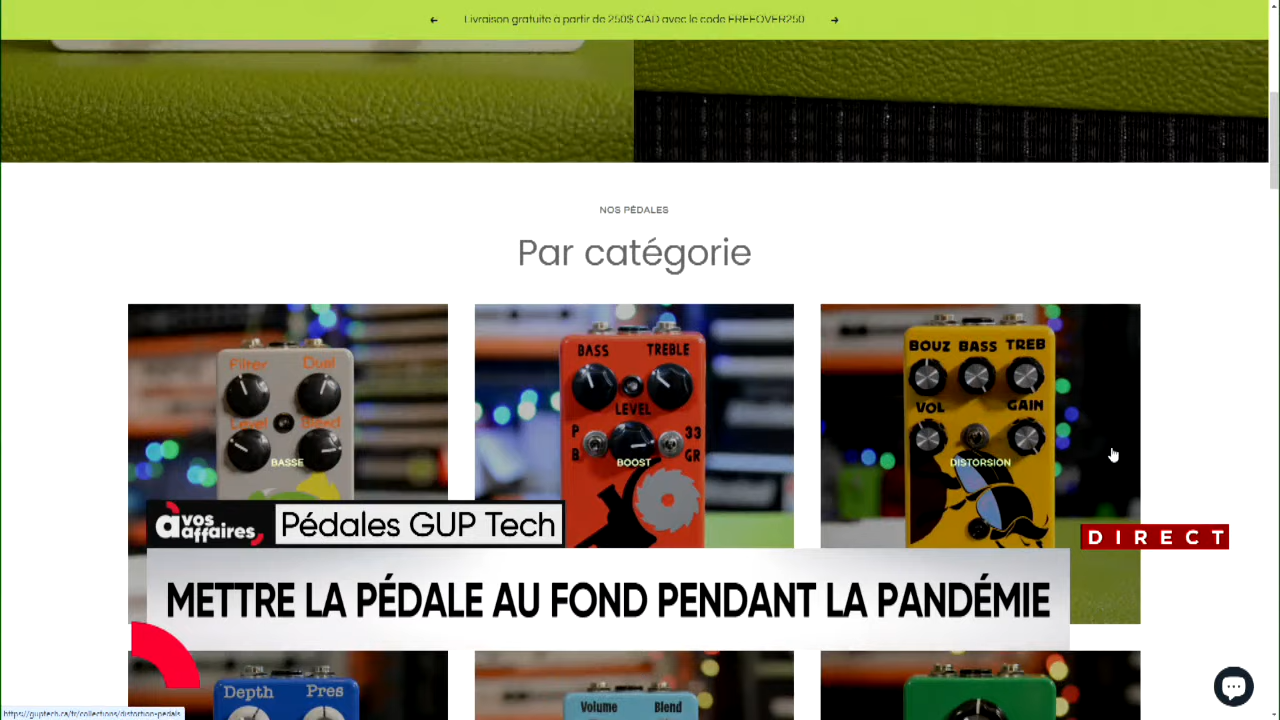 ← Livraison gratuite à partir de 250$ CAD avec le code FREEOVER250 →
NOS PÉDALES
Par catégorie
Filter Dual
Level Blend
BASSE
BASS TREBLE
LEVEL
P 33
B GR
BOOST
BOUZ BASS TREB
VOL GAIN
DISTORSION
à vos affaires
Pédales GUP Tech
DIRECT
METTRE LA PÉDALE AU FOND PENDANT LA PANDÉMIE
Depth Pres
Volume Blend
https://guptech.ca/fr/collections/distortion-pedals